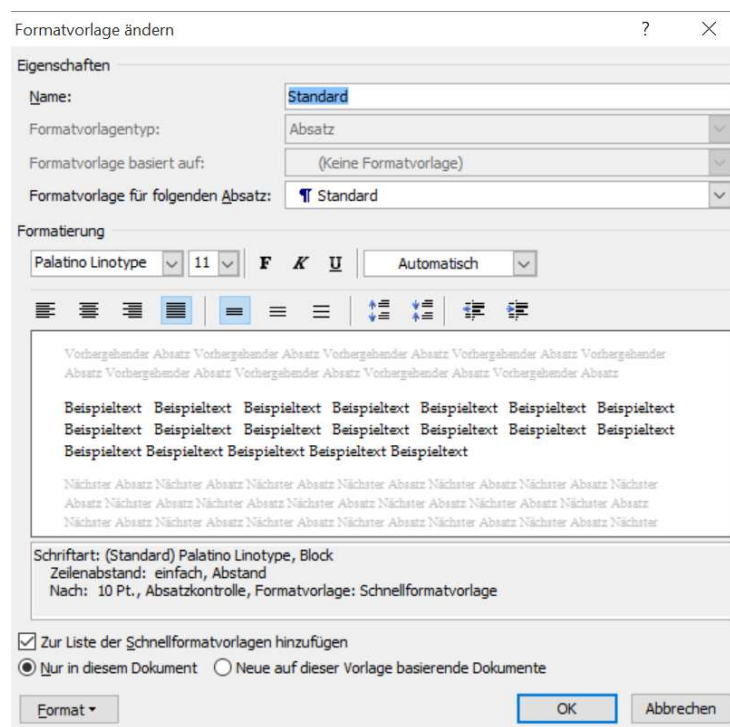 Formatvorlage ändern ?
Eigenschaften
Name: Standard
Formatvorlagentyp: Absatz
Formatvorlage basiert auf: (Keine Formatvorlage)
Formatvorlage für folgenden Absatz: ¶ Standard
Formatierung
Palatino Linotype 11 F K U Automatisch
Vorhergehender Absatz Vorhergehender Absatz Vorhergehender Absatz Vorhergehender Absatz Vorhergehender
Absatz Vorhergehender Absatz Vorhergehender Absatz Vorhergehender Absatz Vorhergehender Absatz
Beispieltext Beispieltext Beispieltext Beispieltext Beispieltext Beispieltext Beispieltext
Beispieltext Beispieltext Beispieltext Beispieltext Beispieltext Beispieltext Beispieltext
Beispieltext Beispieltext Beispieltext Beispieltext Beispieltext
Nächster Absatz Nächster Absatz Nächster Absatz Nächster Absatz Nächster Absatz Nächster Absatz Nächster
Absatz Nächster Absatz Nächster Absatz Nächster Absatz Nächster Absatz Nächster Absatz Nächster Absatz
Nächster Absatz Nächster Absatz Nächster Absatz Nächster Absatz Nächster Absatz Nächster Absatz Nächster
Schriftart: (Standard) Palatino Linotype, Block
Zeilenabstand: einfach, Abstand
Nach: 10 Pt., Absatzkontrolle, Formatvorlage: Schnellformatvorlage
Zur Liste der Schnellformatvorlagen hinzufügen
Nur in diesem Dokument Neue auf dieser Vorlage basierende Dokumente
Format OK Abbrechen